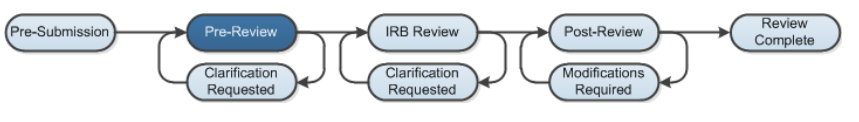 Pre-Submission
Pre-Review
IRB Review
Post-Review
Review
Complete
Clarification
Requested
Clarification
Requested
Modifications
Required